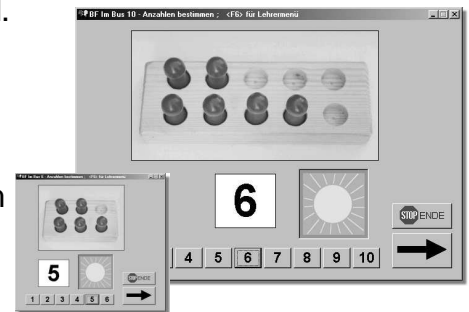 .
BF Im Bus 10 - Anzahlen bestimmen ; <F6> für Lehrermenü
6
STOP ENDE
4 5 6 7 8 9 10
n
BF Im Bus 6 - Anzahlen bestimmen ; <F6> für Lehrermenü
5
STOP ENDE
1 2 3 4 5 6